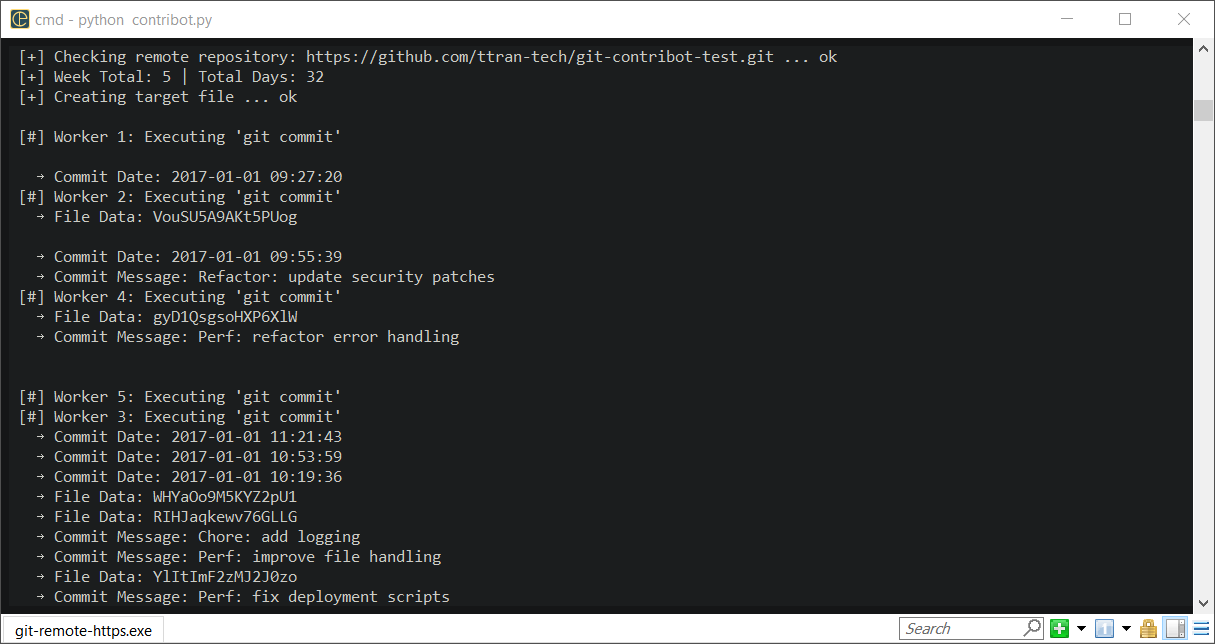 cmd - python  contribot.py
[+] Checking remote repository: https://github.com/ttran-tech/git-contribot-test.git ... ok
[+] Week Total: 5 | Total Days: 32
[+] Creating target file ... ok
[#] Worker 1: Executing 'git commit'
→ Commit Date: 2017-01-01 09:27:20
[#] Worker 2: Executing 'git commit'
→ File Data: VouSU5A9AKt5PUog
→ Commit Date: 2017-01-01 09:55:39
→ Commit Message: Refactor: update security patches
[#] Worker 4: Executing 'git commit'
→ File Data: gyD1QsgsoHXP6XlW
→ Commit Message: Perf: refactor error handling
[#] Worker 5: Executing 'git commit'
[#] Worker 3: Executing 'git commit'
→ Commit Date: 2017-01-01 11:21:43
→ Commit Date: 2017-01-01 10:53:59
→ Commit Date: 2017-01-01 10:19:36
→ File Data: WHYaOo9M5KYZ2pU1
→ File Data: RIHJaqkewv76GLLG
→ Commit Message: Chore: add logging
→ Commit Message: Perf: improve file handling
→ File Data: YlItImF2zMJ2J0zo
→ Commit Message: Perf: fix deployment scripts
git-remote-https.exe
Search